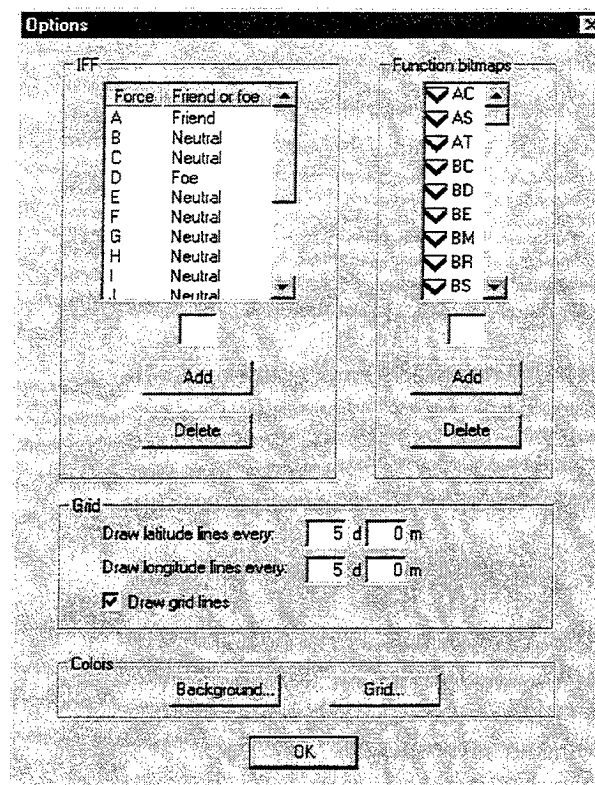 Options
IFF
Force Friend or foe
A Friend
B Neutral
C Neutral
D Foe
E Neutral
F Neutral
G Neutral
H Neutral
I Neutral
J Neutral
Add
Delete
Function bitmaps
AC
AS
AT
BC
BD
BE
BM
BR
BS
Add
Delete
Grid
Draw latitude lines every: 5 d 0 m
Draw longitude lines every: 5 d 0 m
Draw grid lines
Colors
Background... Grid...
OK